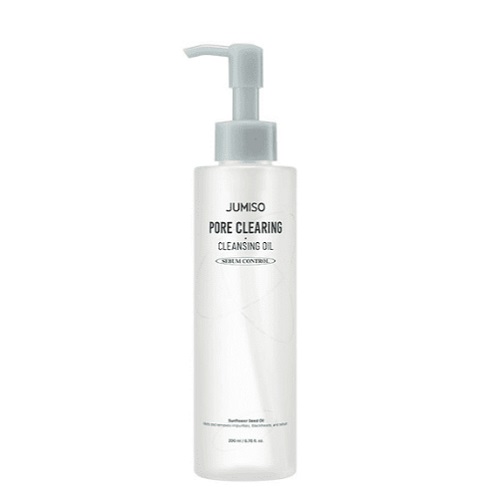 JUMISO
PORE CLEARING
CLEANSING OIL
SEBUM CONTROL
Sunflower Seed Oil
200 ml / 6.76 fl. oz.